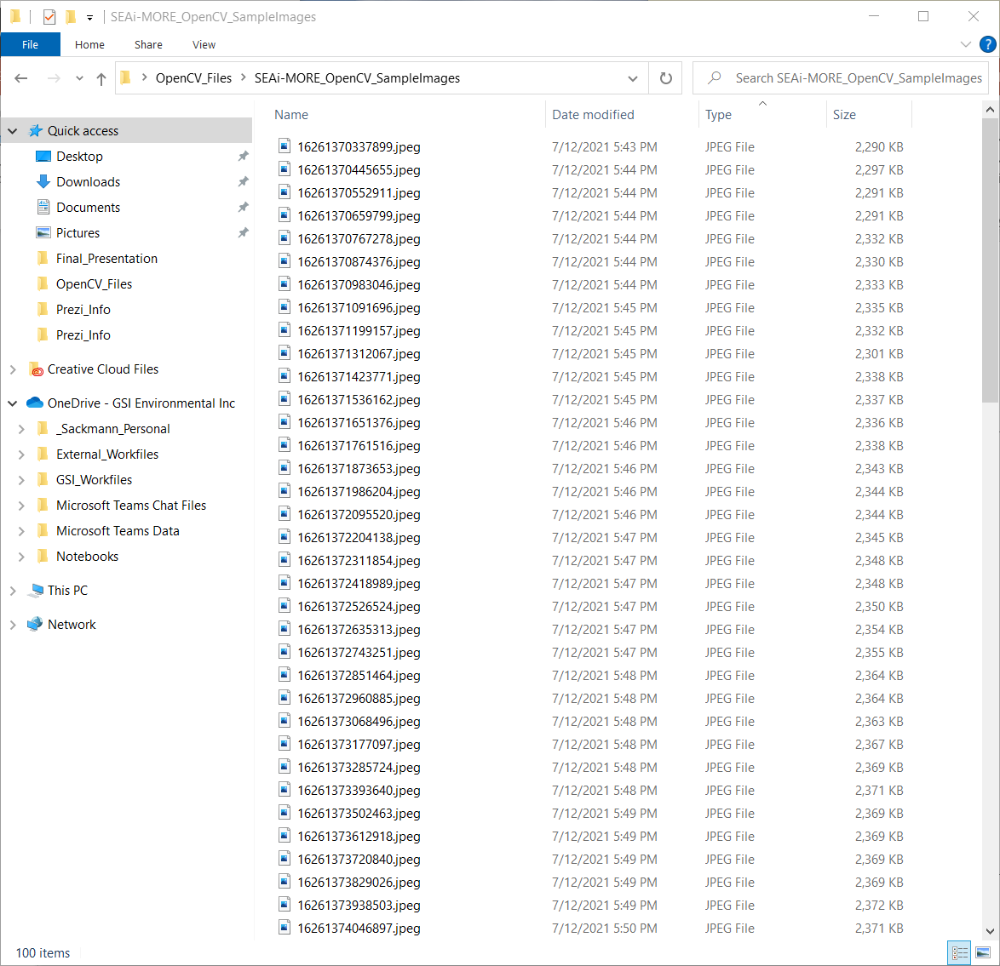 SEAi-MORE_OpenCV_SampleImages
File Home Share View
OpenCV_Files SEAi-MORE_OpenCV_SampleImages
Search SEAi-MORE_OpenCV_SampleImages
Quick access
Desktop
Downloads
Documents
Pictures
Final_Presentation
OpenCV_Files
Prezi_Info
Prezi_Info
Creative Cloud Files
OneDrive - GSI Environmental Inc
_Sackmann_Personal
External_Workfiles
GSI_Workfiles
Microsoft Teams Chat Files
Microsoft Teams Data
Notebooks
This PC
Network
Name Date modified Type Size
16261370337899.jpeg 7/12/2021 5:43 PM JPEG File 2,290 KB
16261370445655.jpeg 7/12/2021 5:44 PM JPEG File 2,297 KB
16261370552911.jpeg 7/12/2021 5:44 PM JPEG File 2,291 KB
16261370659799.jpeg 7/12/2021 5:44 PM JPEG File 2,291 KB
16261370767278.jpeg 7/12/2021 5:44 PM JPEG File 2,332 KB
16261370874376.jpeg 7/12/2021 5:44 PM JPEG File 2,330 KB
16261370983046.jpeg 7/12/2021 5:44 PM JPEG File 2,333 KB
16261371091696.jpeg 7/12/2021 5:45 PM JPEG File 2,335 KB
16261371199157.jpeg 7/12/2021 5:45 PM JPEG File 2,332 KB
16261371312067.jpeg 7/12/2021 5:45 PM JPEG File 2,301 KB
16261371423771.jpeg 7/12/2021 5:45 PM JPEG File 2,338 KB
16261371536162.jpeg 7/12/2021 5:45 PM JPEG File 2,337 KB
16261371651376.jpeg 7/12/2021 5:46 PM JPEG File 2,336 KB
16261371761516.jpeg 7/12/2021 5:46 PM JPEG File 2,338 KB
16261371873653.jpeg 7/12/2021 5:46 PM JPEG File 2,343 KB
16261371986204.jpeg 7/12/2021 5:46 PM JPEG File 2,344 KB
16261372095520.jpeg 7/12/2021 5:46 PM JPEG File 2,344 KB
16261372204138.jpeg 7/12/2021 5:47 PM JPEG File 2,345 KB
16261372311854.jpeg 7/12/2021 5:47 PM JPEG File 2,348 KB
16261372418989.jpeg 7/12/2021 5:47 PM JPEG File 2,348 KB
16261372526524.jpeg 7/12/2021 5:47 PM JPEG File 2,350 KB
16261372635313.jpeg 7/12/2021 5:47 PM JPEG File 2,354 KB
16261372743251.jpeg 7/12/2021 5:47 PM JPEG File 2,355 KB
16261372851464.jpeg 7/12/2021 5:48 PM JPEG File 2,364 KB
16261372960885.jpeg 7/12/2021 5:48 PM JPEG File 2,364 KB
16261373068496.jpeg 7/12/2021 5:48 PM JPEG File 2,363 KB
16261373177097.jpeg 7/12/2021 5:48 PM JPEG File 2,367 KB
16261373285724.jpeg 7/12/2021 5:48 PM JPEG File 2,369 KB
16261373393640.jpeg 7/12/2021 5:48 PM JPEG File 2,371 KB
16261373502463.jpeg 7/12/2021 5:49 PM JPEG File 2,369 KB
16261373612918.jpeg 7/12/2021 5:49 PM JPEG File 2,369 KB
16261373720840.jpeg 7/12/2021 5:49 PM JPEG File 2,369 KB
16261373829026.jpeg 7/12/2021 5:49 PM JPEG File 2,369 KB
16261373938503.jpeg 7/12/2021 5:49 PM JPEG File 2,372 KB
16261374046897.jpeg 7/12/2021 5:50 PM JPEG File 2,371 KB
100 items